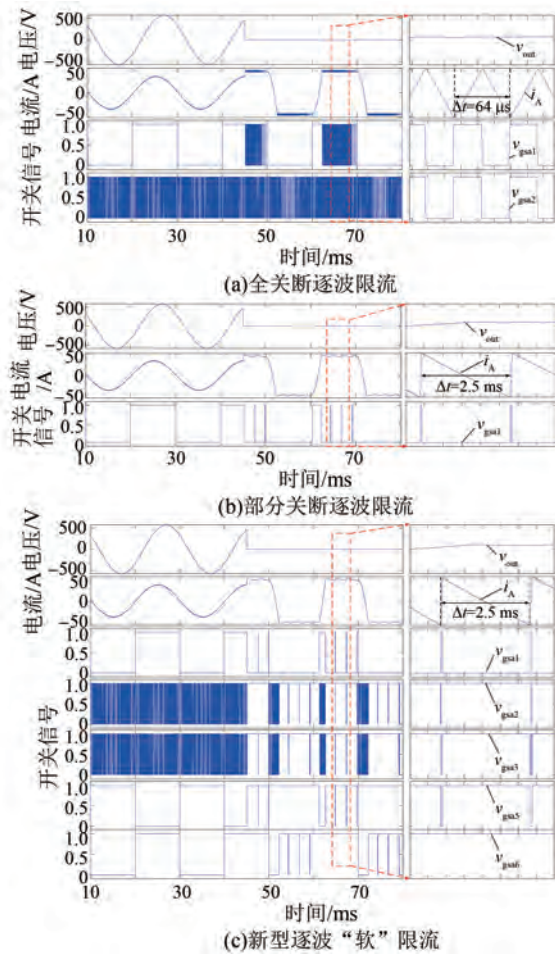 电压/V
500
0
−500
v_out
电流/A
50
0
−50
i_A
Δt=64 μs
开关信号
1.0
0.5
0
v_gsa1
1.0
0.5
0
v_gsa2
10 30 50 70
时间/ms
(a)全关断逐波限流
电压/V
500
0
−500
v_out
电流/A
50
0
−50
i_A
Δt=2.5 ms
开关信号
1.0
0.5
0
v_gsa1
10 30 50 70
时间/ms
(b)部分关断逐波限流
电压/V
500
0
−500
v_out
电流/A
50
0
−50
i_A
Δt=2.5 ms
开关信号
1.0
0.5
0
v_gsa1
1.0
0.5
0
v_gsa2
1.0
0.5
0
v_gsa3
1.0
0.5
0
v_gsa5
1.0
0.5
0
v_gsa6
10 30 50 70
时间/ms
(c)新型逐波“软”限流